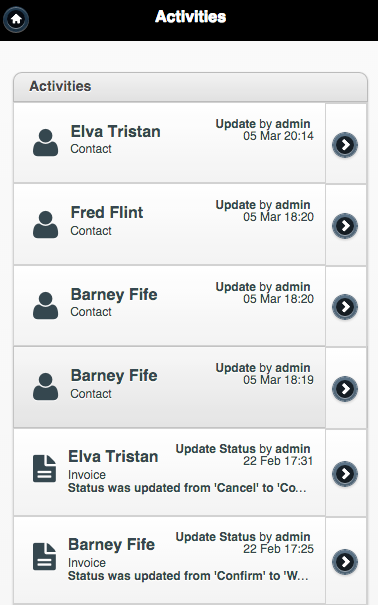 Activities
Activities
Elva Tristan
Update by admin
Contact
05 Mar 20:14
Fred Flint
Update by admin
Contact
05 Mar 18:20
Barney Fife
Update by admin
Contact
05 Mar 18:20
Barney Fife
Update by admin
Contact
05 Mar 18:19
Elva Tristan
Update Status by admin
Invoice
22 Feb 17:31
Status was updated from 'Cancel' to 'Co...
Barney Fife
Update Status by admin
Invoice
22 Feb 17:25
Status was updated from 'Confirm' to 'W...